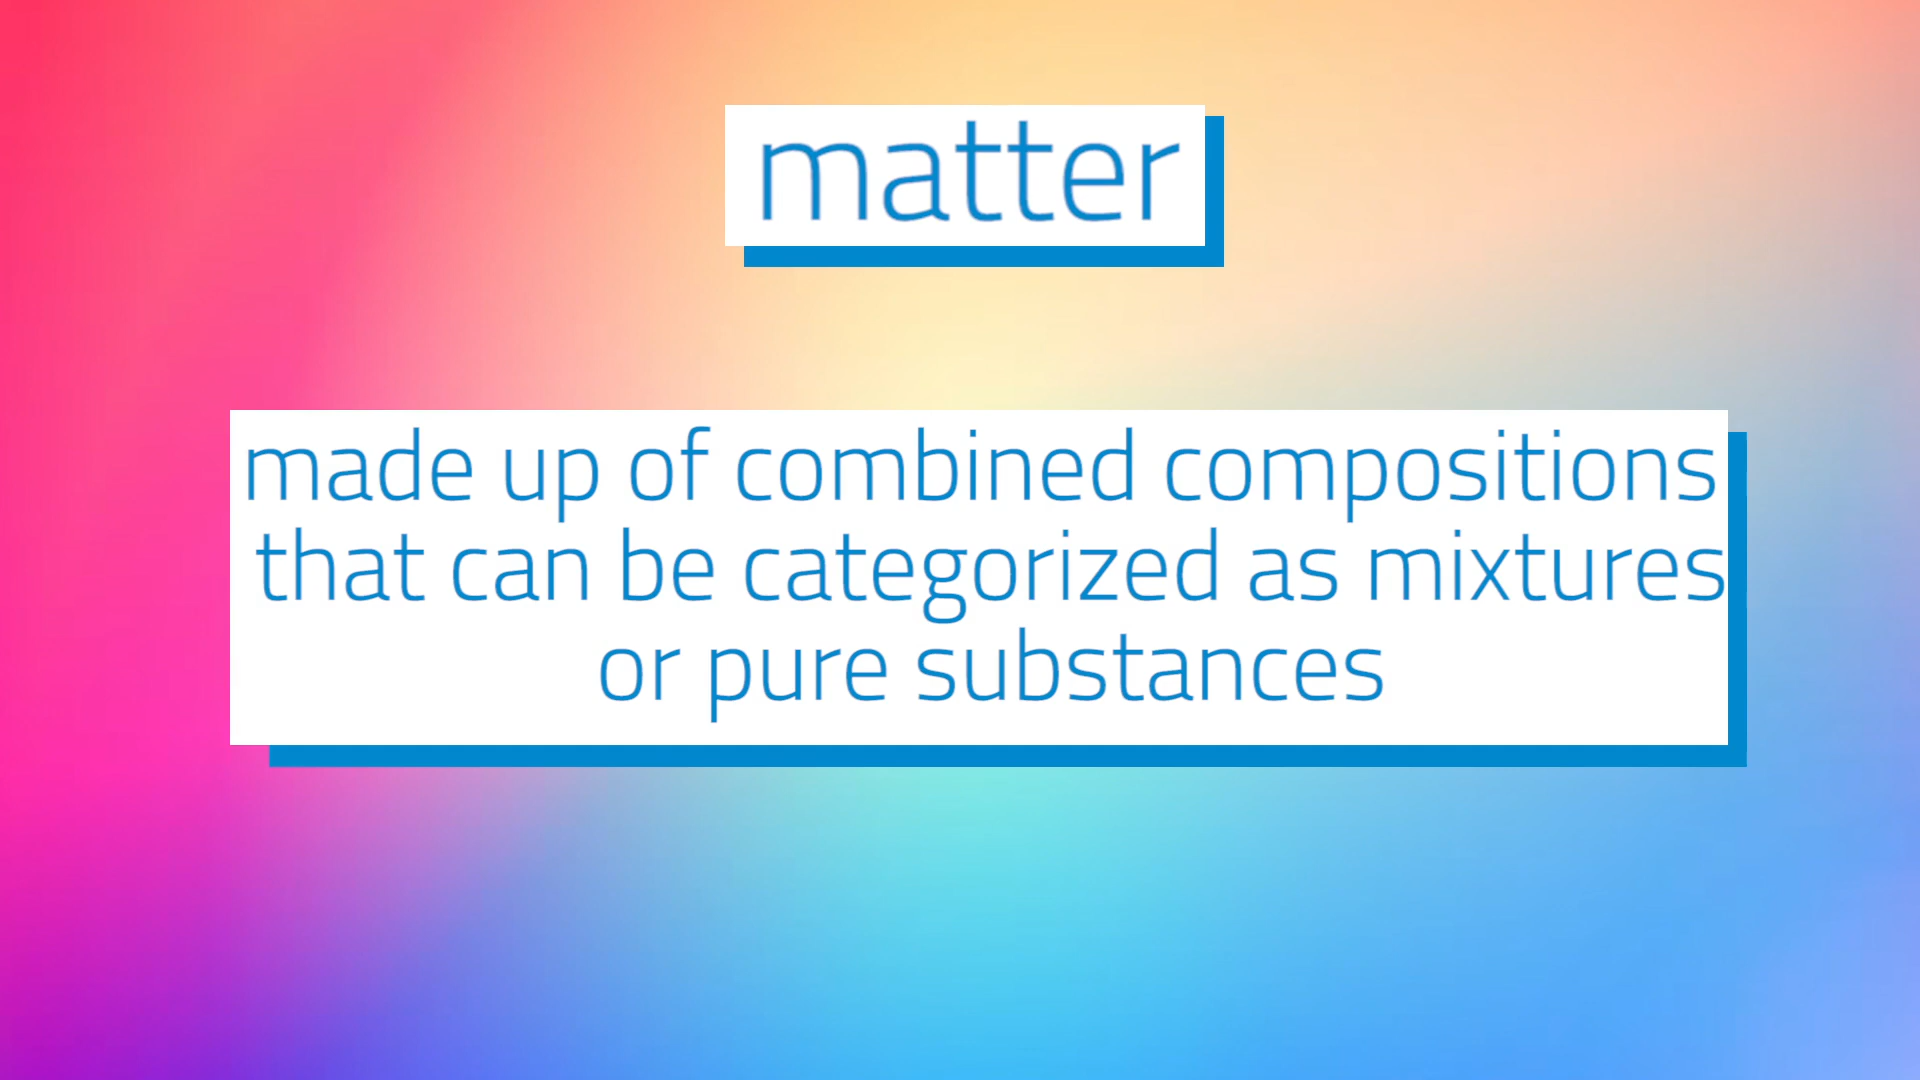 matter
made up of combined compositions
that can be categorized as mixtures
or pure substances